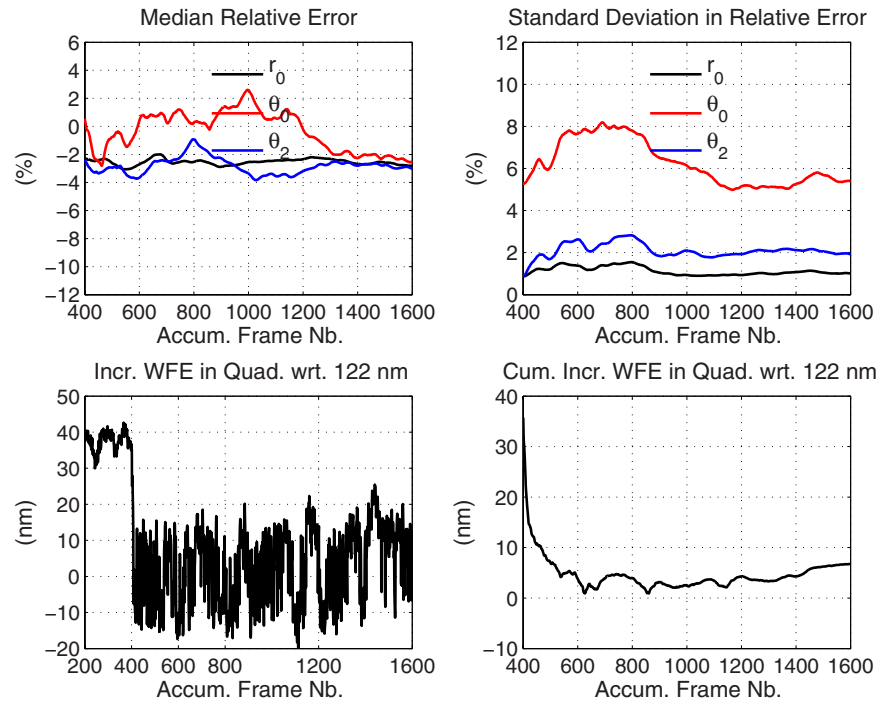 Median Relative Error
6
4
2
0
−2
−4
−6
−8
−10
−12
(%)
r0
θ0
θ2
400 600 800 1000 1200 1400 1600
Accum. Frame Nb.
Standard Deviation in Relative Error
12
10
8
6
4
2
0
(%)
r0
θ0
θ2
400 600 800 1000 1200 1400 1600
Accum. Frame Nb.
Incr. WFE in Quad. wrt. 122 nm
50
40
30
20
10
0
−10
−20
(nm)
200 400 600 800 1200 1600
Accum. Frame Nb.
Cum. Incr. WFE in Quad. wrt. 122 nm
40
30
20
10
0
−10
(nm)
400 600 800 1000 1200 1400 1600
Accum. Frame Nb.